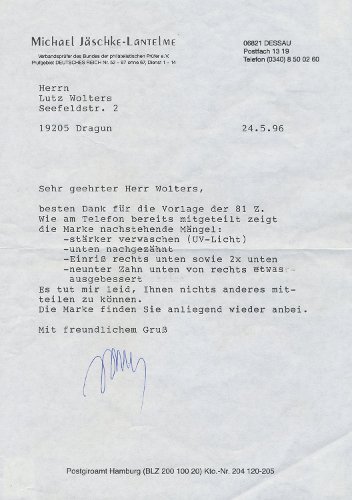 Michael Jäschke-Lantelme
Verbandsprüfer des Bundes der philatelistischen Prüfer e.V.
Prüfgebiet DEUTSCHES REICH Nr. 52 – 67 ohne 67, Dienst 1 – 14
06821 DESSAU
Postfach 13 19
Telefon (0340) 8 50 02 60
Herrn
Lutz Wolters
Seefeldstr. 2
19205 Dragun
24.5.96
Sehr geehrter Herr Wolters,
besten Dank für die Vorlage der 81 Z.
Wie am Telefon bereits mitgeteilt zeigt
die Marke nachstehende Mängel:
-stärker verwaschen (UV-Licht)
-unten nachgezähnt
-Einriß rechts unten sowie 2x unten
-neunter Zahn unten von rechts etwas
ausgebessert
Es tut mir leid, Ihnen nichts anderes mit-
teilen zu können.
Die Marke finden Sie anliegend wieder anbei.
Mit freundlichem Gruß
Postgiroamt Hamburg (BLZ 200 100 20) Kto.-Nr. 204 120-205